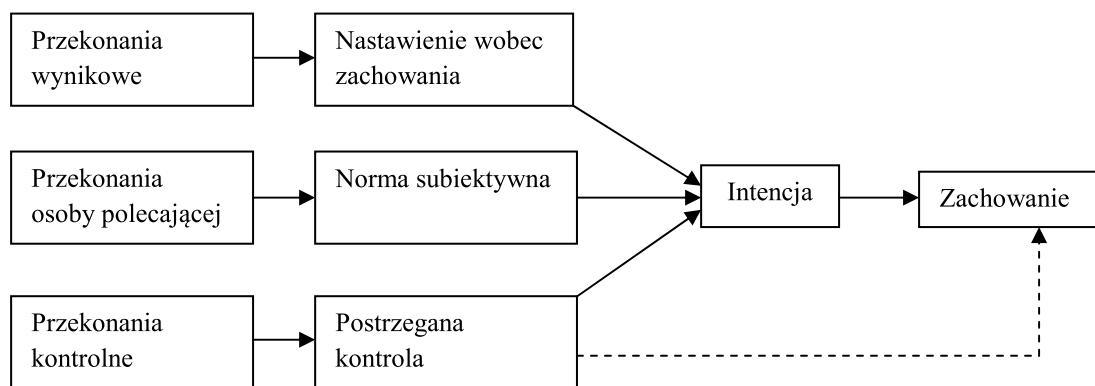 Przekonania
wynikowe
Nastawienie wobec
zachowania
Przekonania
osoby polecającej
Norma subiektywna
Intencja
Zachowanie
Przekonania
kontrolne
Postrzegana
kontrola